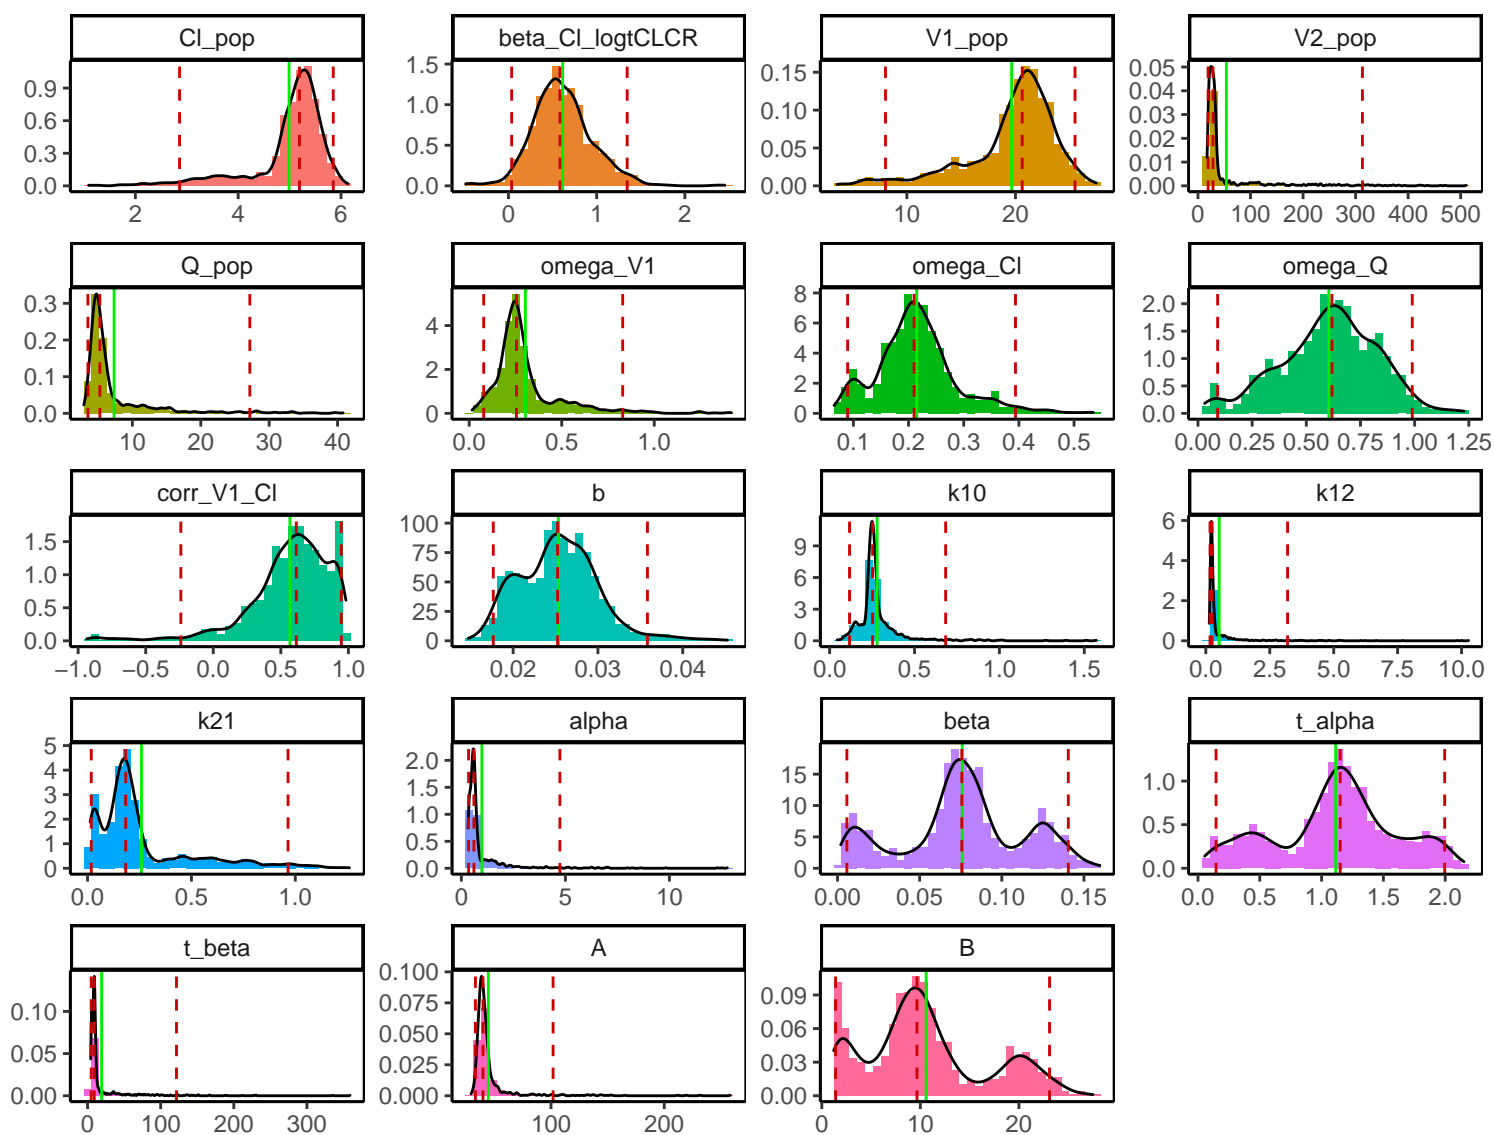 Cl_pop
beta_Cl_logtCLCR
V1_pop
V2_pop
0.9
0.6
0.3
0.0
2 4 6
1.5
1.0
0.5
0.0
0 1 2
0.15
0.10
0.05
0.00
10 20
0.05
0.04
0.03
0.02
0.01
0.00
0 100 200 300 400 500
Q_pop
omega_V1
omega_Cl
omega_Q
0.3
0.2
0.1
0.0
10 20 30 40
4
2
0
0.0 0.5 1.0
8
6
4
2
0
0.1 0.2 0.3 0.4 0.5
2.0
1.5
1.0
0.5
0.0
0.00 0.25 0.50 0.75 1.00 1.25
corr_V1_Cl
b
k10
k12
1.5
1.0
0.5
0.0
−1.0 −0.5 0.0 0.5 1.0
100
75
50
25
0
0.02 0.03 0.04
9
6
3
0
0.0 0.5 1.0 1.5
6
4
2
0
0.0 2.5 5.0 7.5 10.0
k21
alpha
beta
t_alpha
5
4
3
2
1
0
0.0 0.5 1.0
2.0
1.5
1.0
0.5
0.0
0 5 10
15
10
5
0
0.00 0.05 0.10 0.15
1.0
0.5
0.0
0.0 0.5 1.0 1.5 2.0
t_beta
A
B
0.10
0.05
0.00
0 100 200 300
0.100
0.075
0.050
0.025
0.000
100 200
0.09
0.06
0.03
0.00
0 10 20